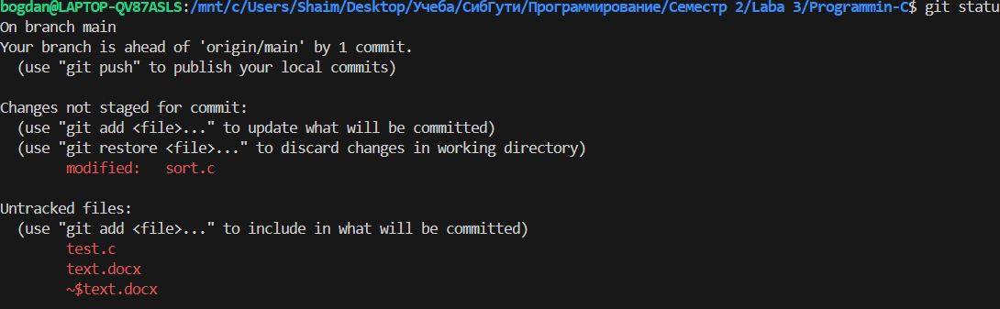 bogdan@LAPTOP-QV87ASLS:/mnt/c/Users/Shaim/Desktop/Учеба/СибГути/Программирование/Семестр 2/Laba 3/Programmin-C$ git statu
On branch main
Your branch is ahead of 'origin/main' by 1 commit.
  (use "git push" to publish your local commits)

Changes not staged for commit:
  (use "git add <file>..." to update what will be committed)
  (use "git restore <file>..." to discard changes in working directory)
        modified:   sort.c

Untracked files:
  (use "git add <file>..." to include in what will be committed)
        test.c
        text.docx
        ~$text.docx